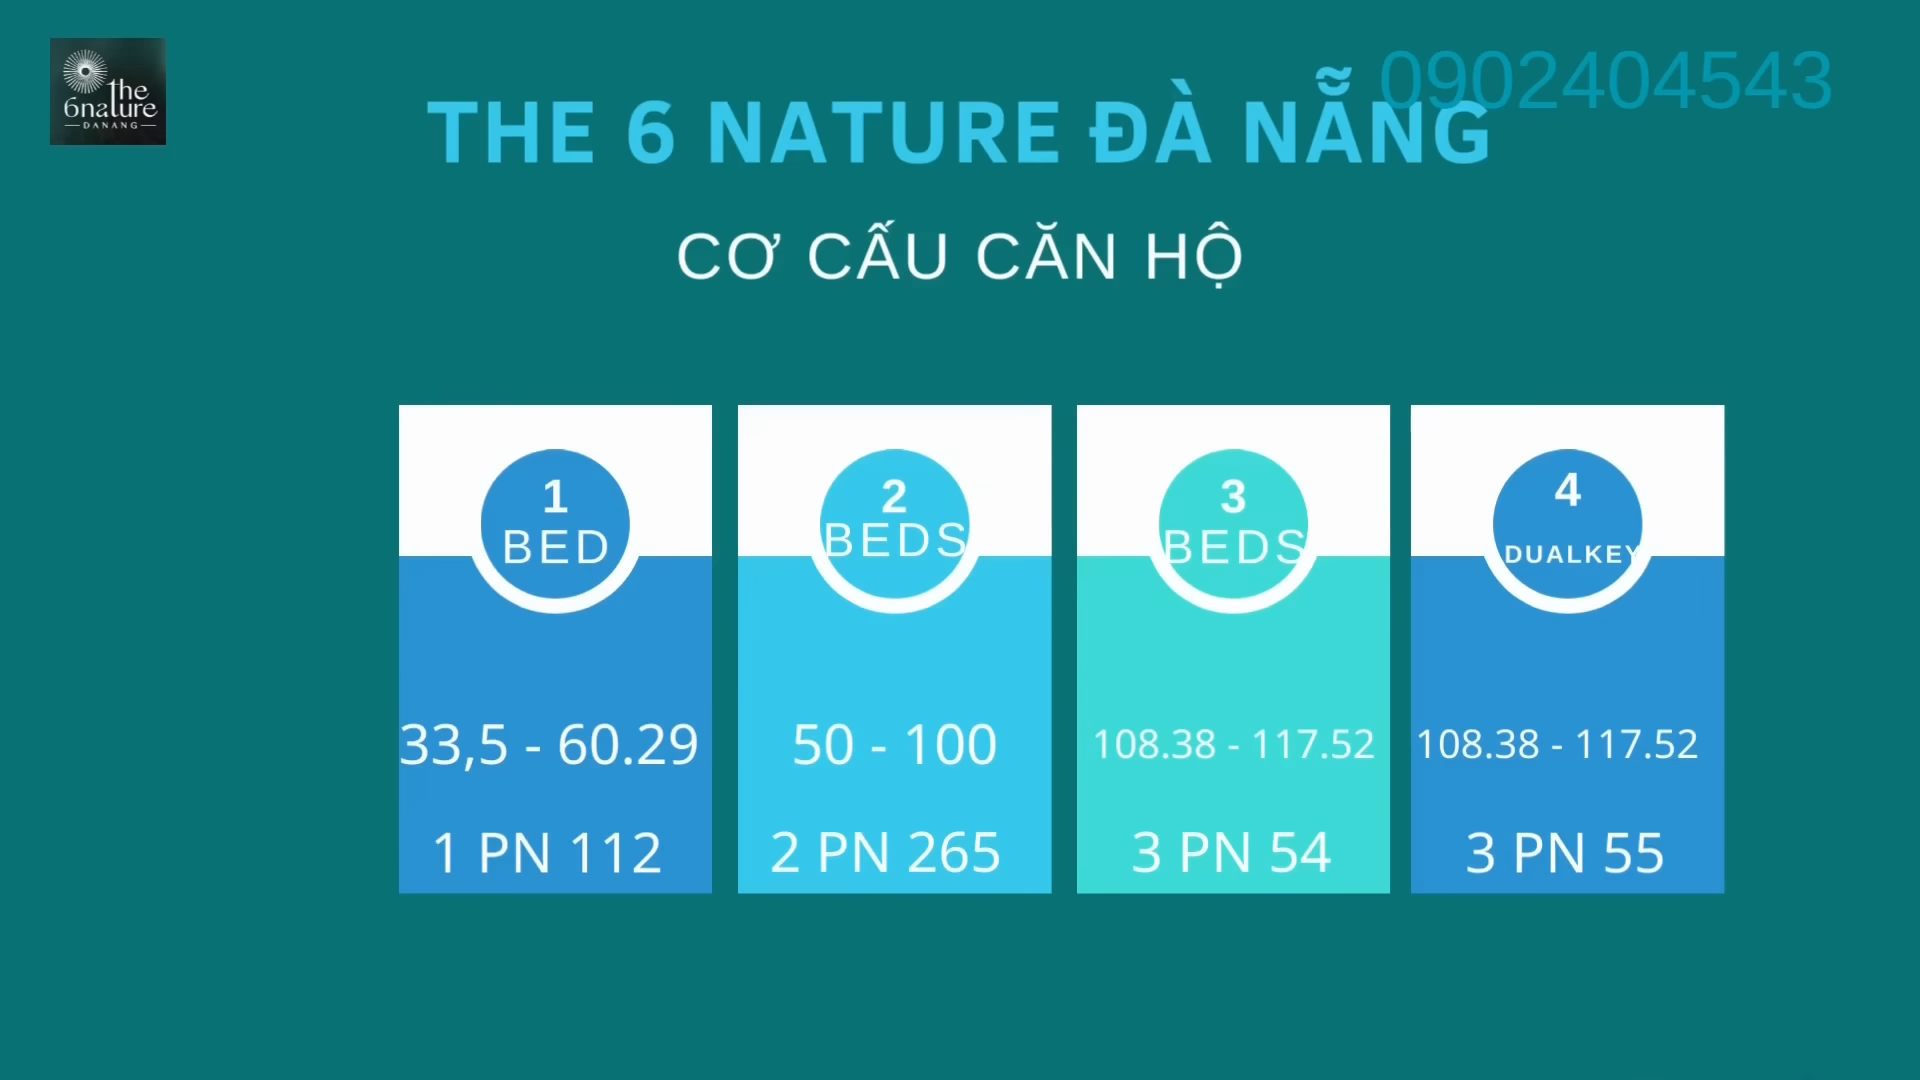 the
6nature
DANANG
0902404543
THE 6 NATURE ĐÀ NẴNG
CƠ CẤU CĂN HỘ
1
BED
33,5 - 60.29
1 PN 112
2
BEDS
50 - 100
2 PN 265
3
BEDS
108.38 - 117.52
3 PN 54
4
DUALKEY
108.38 - 117.52
3 PN 55